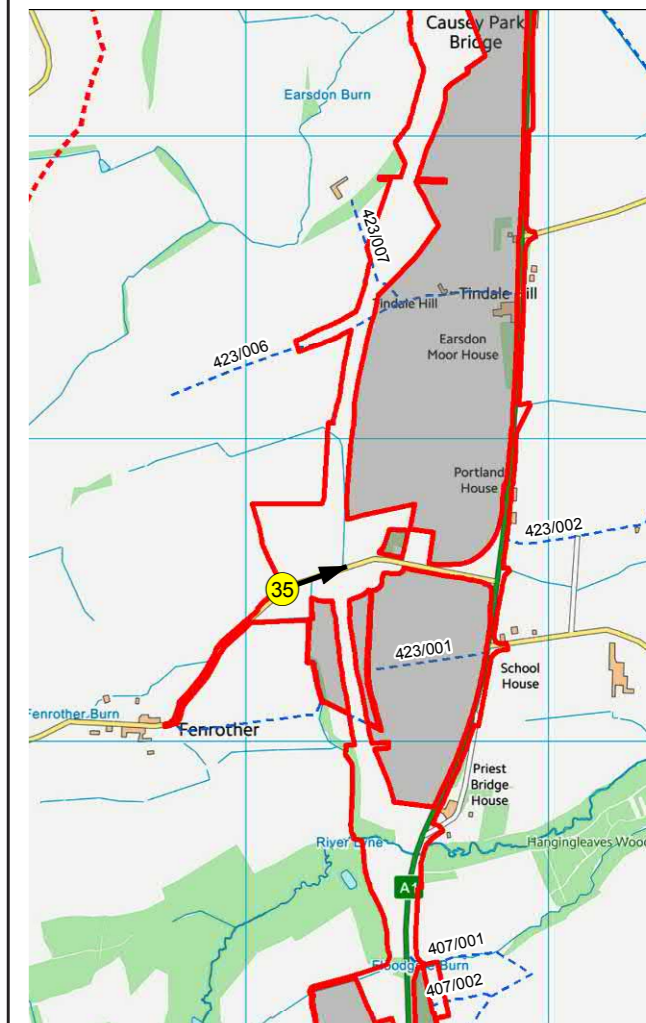 Causey Park
Bridge
Earsdon Burn
423/007
Tindale Hill
Tindale Hill
423/006
Earsdon
Moor House
Portland
House
423/002
35
423/001
School
House
Fenrother Burn
Fenrother
Priest
Bridge
House
River Lyne
Hangingleaves Wood
A1
407/001
Floodgate Burn
407/002